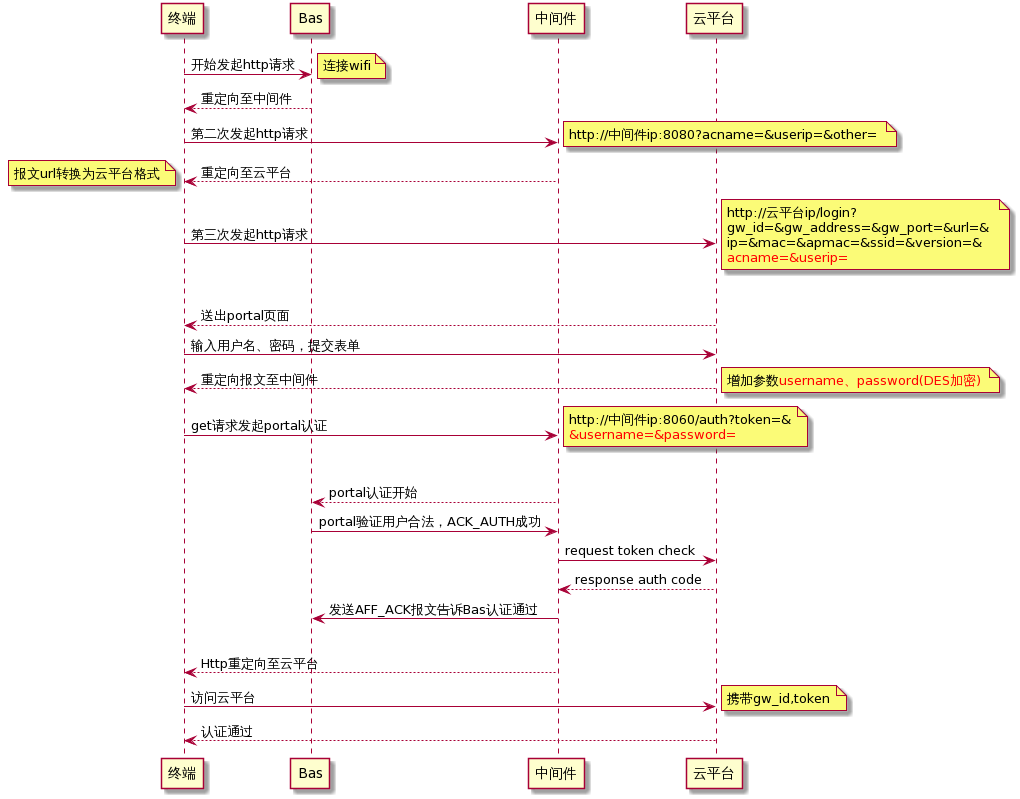 终端
Bas
中间件
云平台
开始发起http请求
连接wifi
重定向至中间件
第二次发起http请求
http://中间件ip:8080?acname=&userip=&other=
报文url转换为云平台格式
重定向至云平台
第三次发起http请求
http://云平台ip/login?
gw_id=&gw_address=&gw_port=&url=&
ip=&mac=&apmac=&ssid=&version=&
acname=&userip=
送出portal页面
输入用户名、密码，提交表单
重定向报文至中间件
增加参数username、password(DES加密)
get请求发起portal认证
http://中间件ip:8060/auth?token=&
&username=&password=
portal认证开始
portal验证用户合法，ACK_AUTH成功
request token check
response auth code
发送AFF_ACK报文告诉Bas认证通过
Http重定向至云平台
访问云平台
携带gw_id,token
认证通过
终端
Bas
中间件
云平台